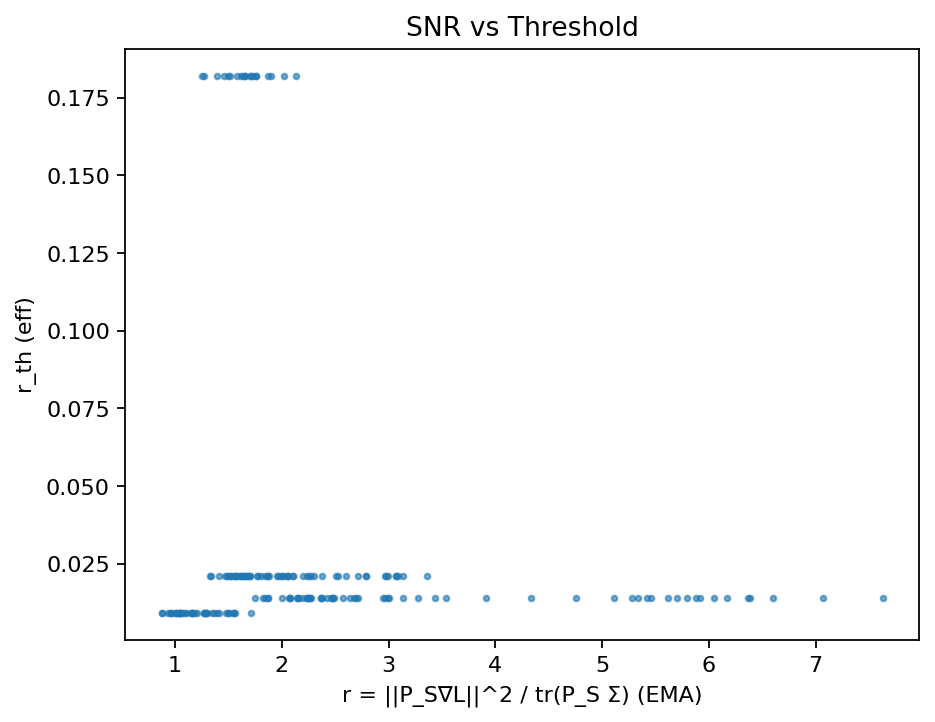 SNR vs Threshold
r_th (eff)
0.175
0.150
0.125
0.100
0.075
0.050
0.025
1 2 3 4 5 6 7
r = ||P_S∇L||^2 / tr(P_S Σ) (EMA)